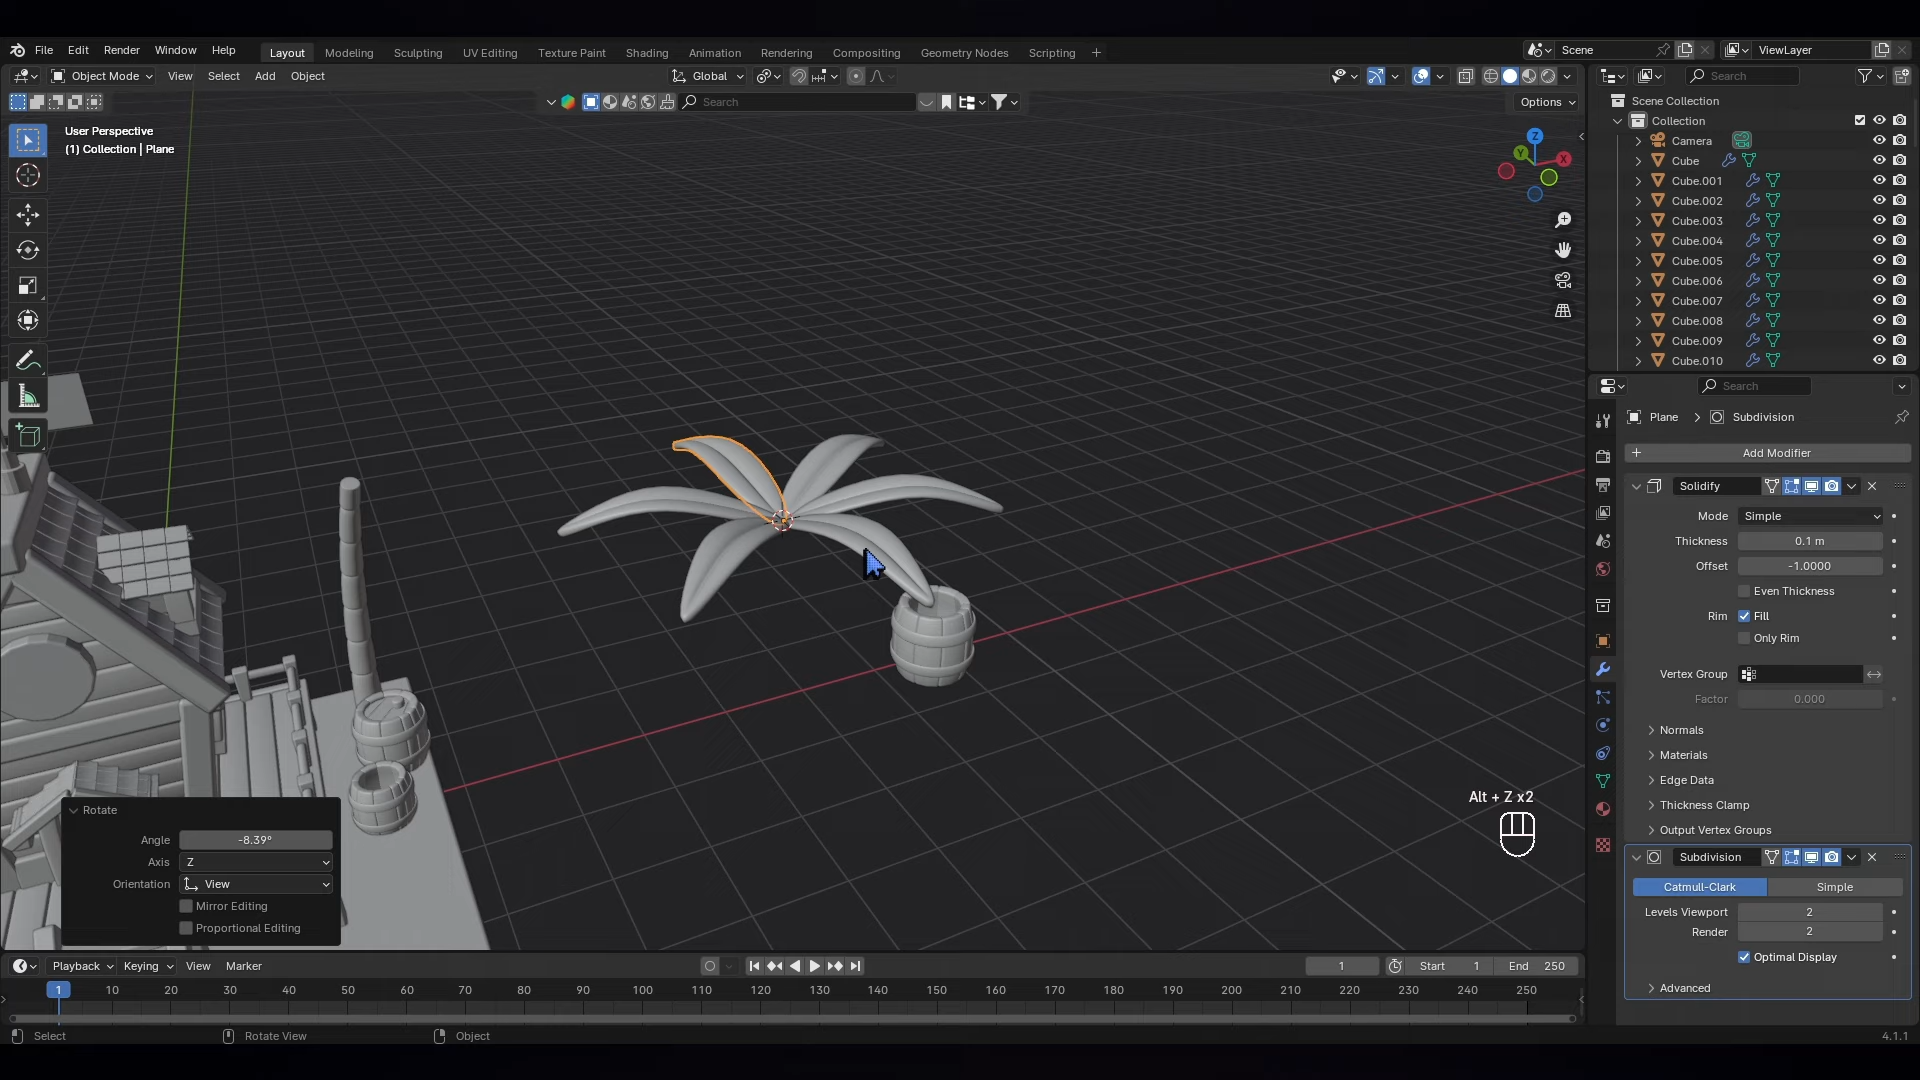 File Edit Render Window Help Layout Modeling Sculpting UV Editing Texture Paint Shading Animation Rendering Compositing Geometry Nodes Scripting + Scene ViewLayer
Object Mode View Select Add Object Global Search
Search Options
User Perspective
(1) Collection | Plane
Z
Y
X
Scene Collection
Collection
Camera
Cube
Cube.001
Cube.002
Cube.003
Cube.004
Cube.005
Cube.006
Cube.007
Cube.008
Cube.009
Cube.010
Search
Plane > Subdivision
+ Add Modifier
Solidify
Mode Simple
Thickness 0.1 m
Offset -1.0000
Even Thickness
Rim Fill
Only Rim
Vertex Group
Factor 0.000
Normals
Materials
Edge Data
Thickness Clamp
Output Vertex Groups
Subdivision
Catmull-Clark Simple
Levels Viewport 2
Render 2
Optimal Display
Advanced
Alt + Z x2
Rotate
Angle -8.39°
Axis Z
Orientation View
Mirror Editing
Proportional Editing
Playback Keying View Marker 1 Start 1 End 250
1 10 20 30 40 50 60 70 80 90 100 110 120 130 140 150 160 170 180 190 200 210 220 230 240 250
Select Rotate View Object 4.1.1